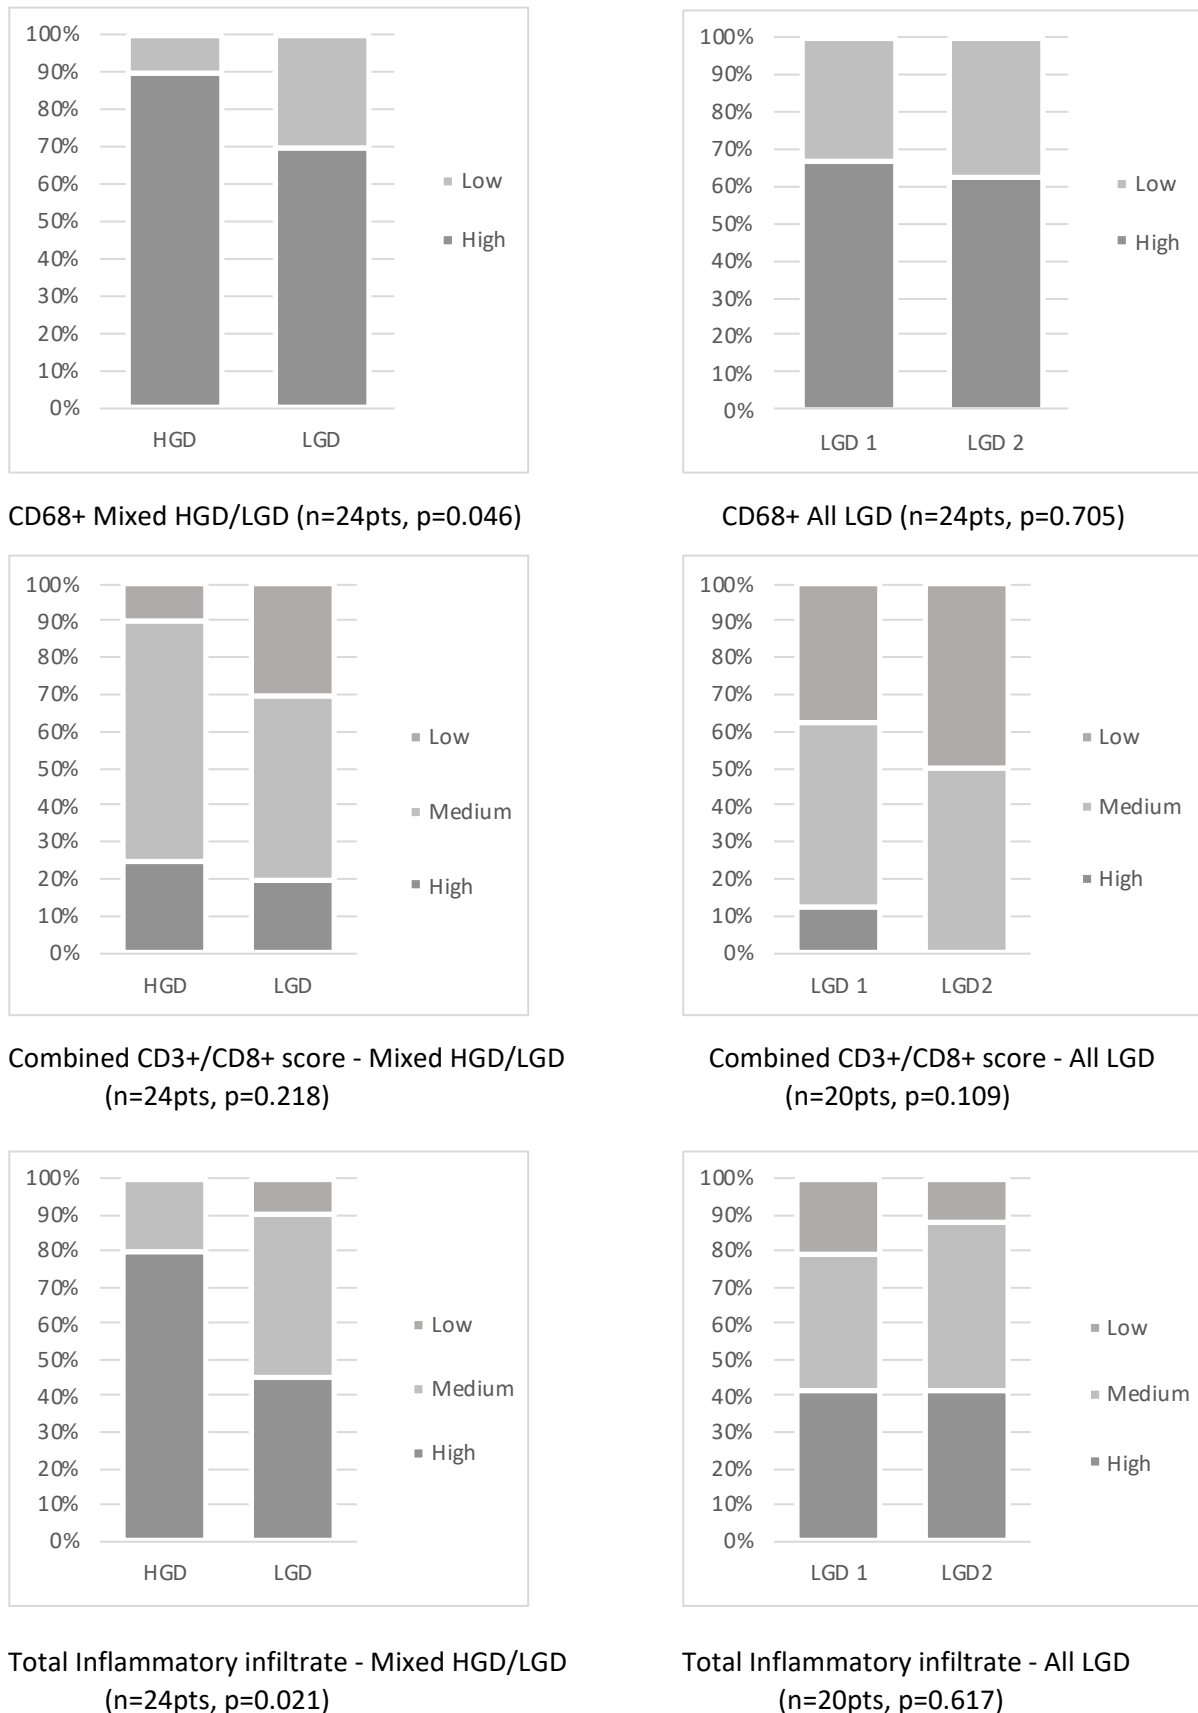 100%
90%
80%
70%
60%
50%
40%
30%
20%
10%
0%
HGD LGD
Low
High
CD68+ Mixed HGD/LGD (n=24pts, p=0.046)
100%
90%
80%
70%
60%
50%
40%
30%
20%
10%
0%
LGD 1 LGD 2
Low
High
CD68+ All LGD (n=24pts, p=0.705)
100%
90%
80%
70%
60%
50%
40%
30%
20%
10%
0%
HGD LGD
Low
Medium
High
Combined CD3+/CD8+ score - Mixed HGD/LGD
(n=24pts, p=0.218)
100%
90%
80%
70%
60%
50%
40%
30%
20%
10%
0%
LGD 1 LGD2
Low
Medium
High
Combined CD3+/CD8+ score - All LGD
(n=20pts, p=0.109)
100%
90%
80%
70%
60%
50%
40%
30%
20%
10%
0%
HGD LGD
Low
Medium
High
Total Inflammatory infiltrate - Mixed HGD/LGD
(n=24pts, p=0.021)
100%
90%
80%
70%
60%
50%
40%
30%
20%
10%
0%
LGD 1 LGD2
Low
Medium
High
Total Inflammatory infiltrate - All LGD
(n=20pts, p=0.617)